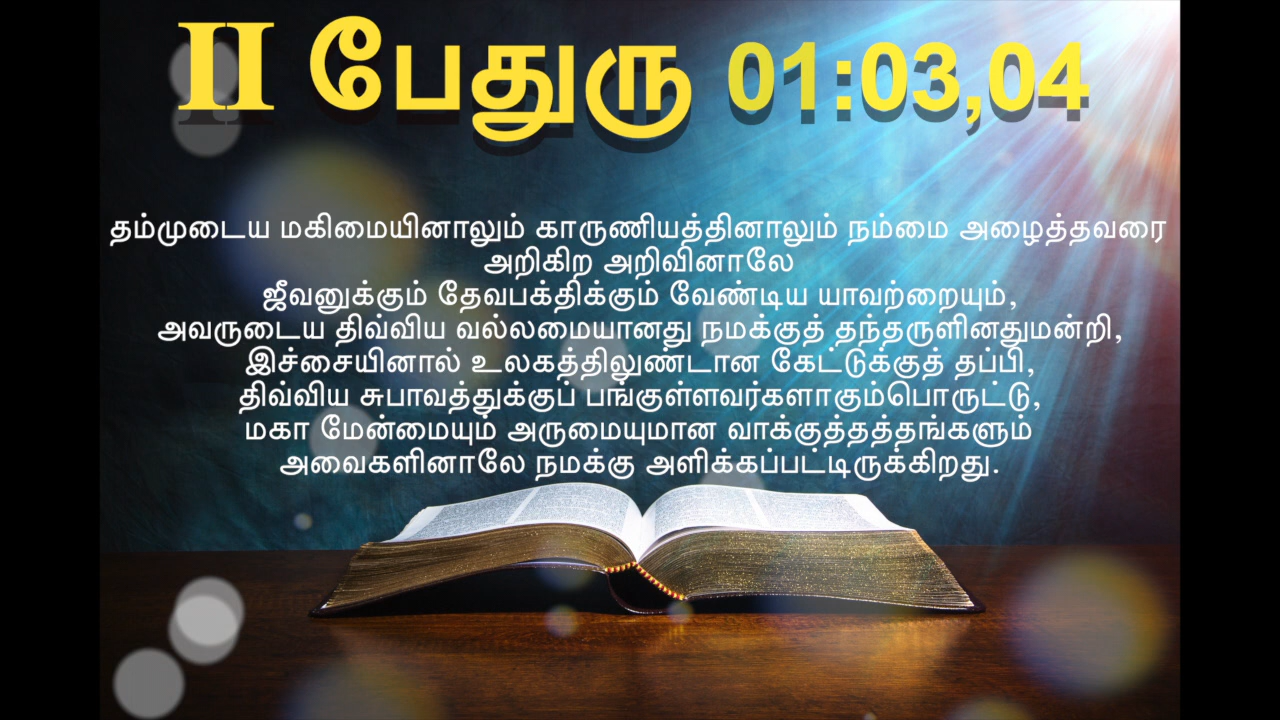 II பேதுரு 01:03,04
தம்முடைய மகிமையினாலும் காருணியத்தினாலும் நம்மை அழைத்தவரை
அறிகிற அறிவினாலே
ஜீவனுக்கும் தேவபக்திக்கும் வேண்டிய யாவற்றையும்,
அவருடைய திவ்விய வல்லமையானது நமக்குத் தந்தருளினதுமன்றி,
இச்சையினால் உலகத்திலுண்டான கேட்டுக்குத் தப்பி,
திவ்விய சுபாவத்துக்குப் பங்குள்ளவர்களாகும்பொருட்டு,
மகா மேன்மையும் அருமையுமான வாக்குத்தத்தங்களும்
அவைகளினாலே நமக்கு அளிக்கப்பட்டிருக்கிறது.